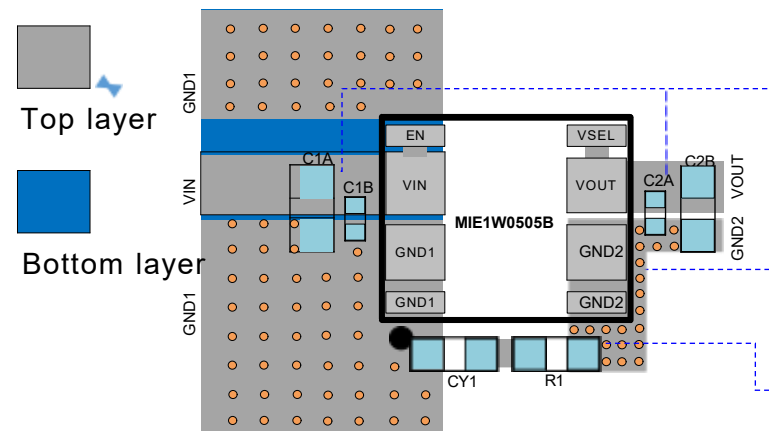 Top layer
Bottom layer
GND1
VIN
GND1
C1A
C1B
EN
VIN
GND1
GND1
MIE1W0505B
VSEL
VOUT
GND2
GND2
C2A
C2B
VOUT
GND2
CY1
R1